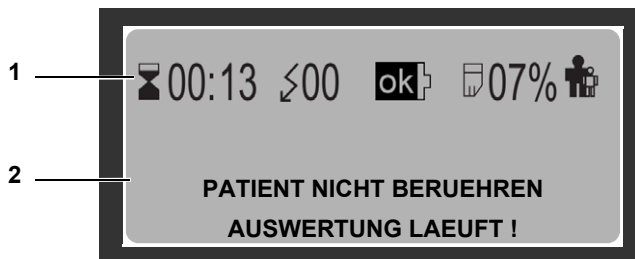 1
00:13 00 ok 07%
2
PATIENT NICHT BERUEHREN
AUSWERTUNG LAEUFT !